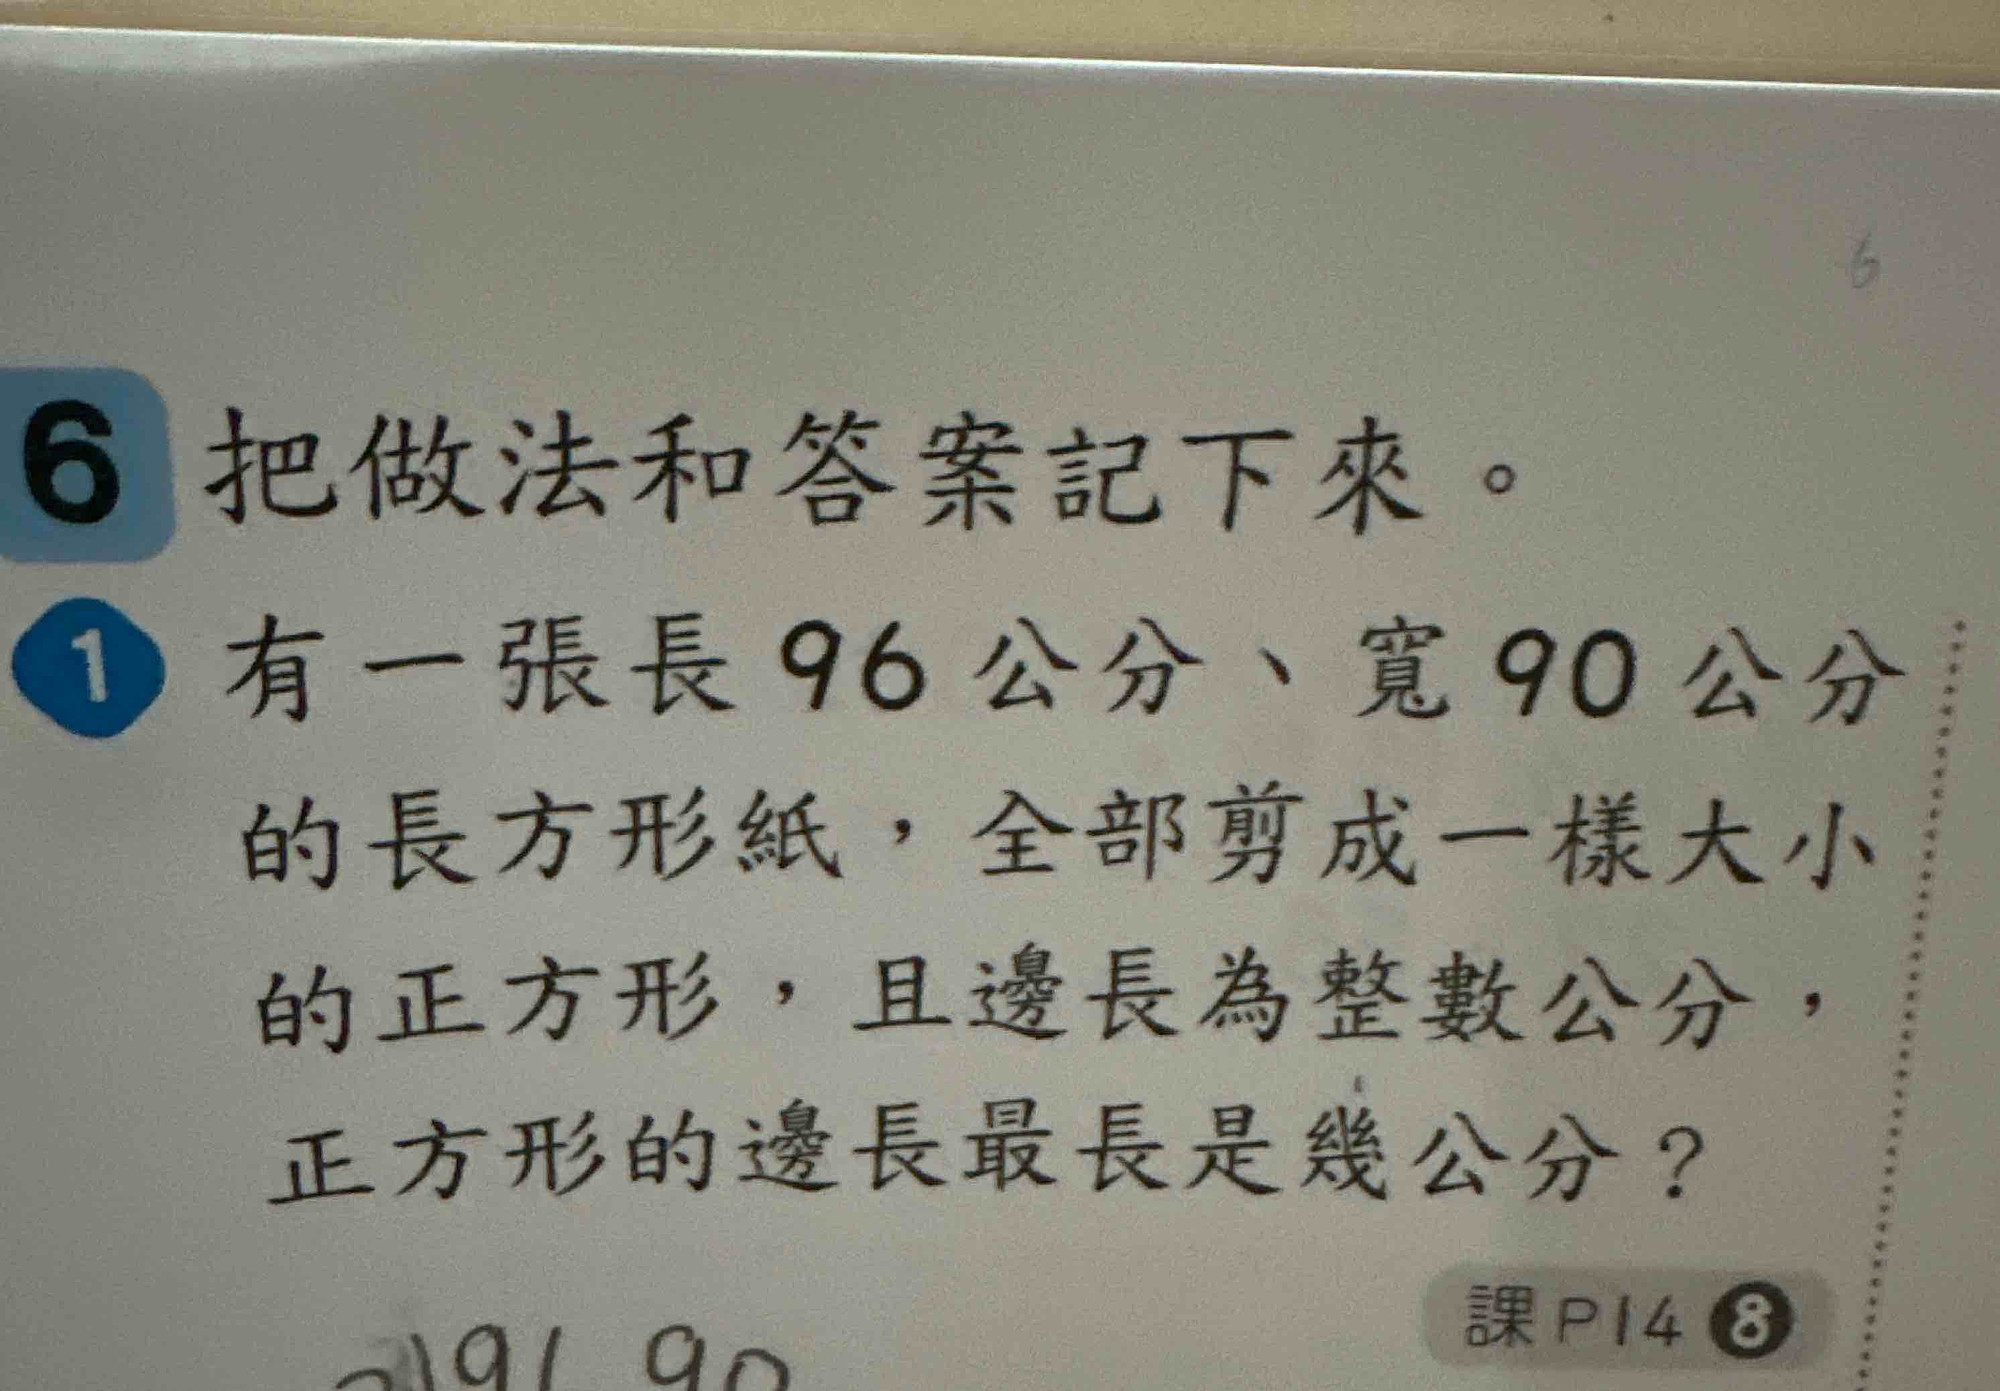 6
6 把做法和答案記下來。
1 有一張長96公分、寬90公分
的長方形紙，全部剪成一樣大小
的正方形，且邊長為整數公分，
正方形的邊長最長是幾公分？
課P14 8
90